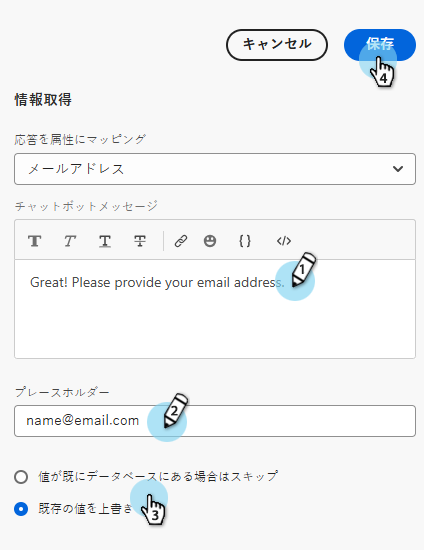 キャンセル 保存
4
情報取得
応答を属性にマッピング
メールアドレス
チャットボットメッセージ
T T T T {} </>
1
Great! Please provide your email address.
プレースホルダー
2
name@email.com
値が既にデータベースにある場合はスキップ
既存の値を上書き
3